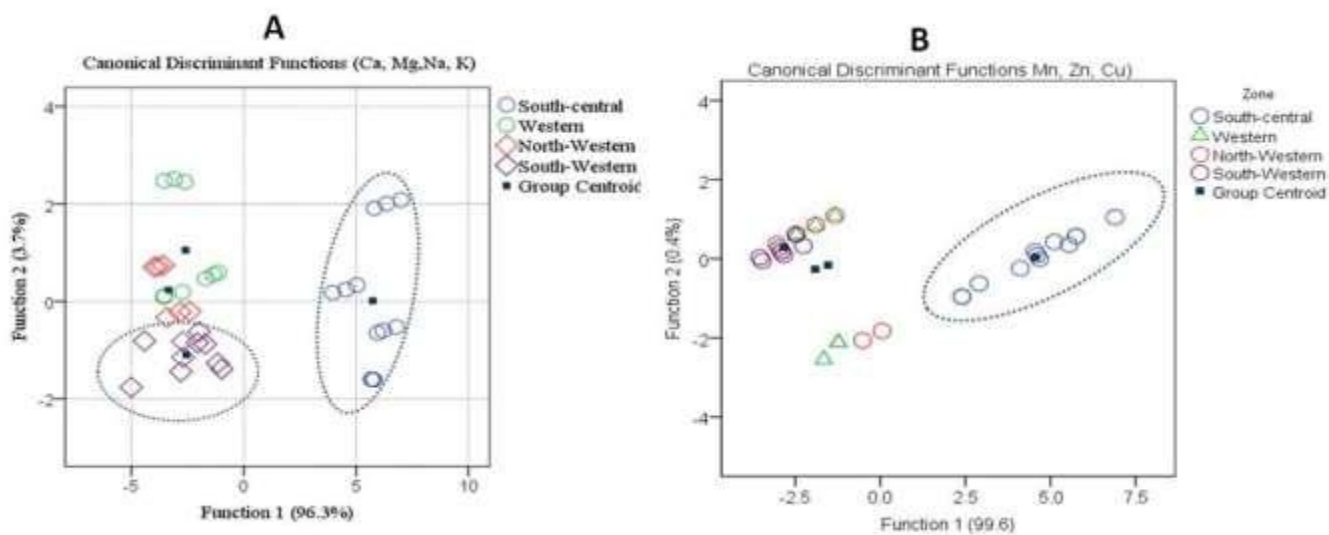 A
Canonical Discriminant Functions (Ca, Mg,Na, K)
4
2
0
-2
Function 2 (3.7%)
-5
0
5
10
Function 1 (96.3%)
South-central
Western
North-Western
South-Western
Group Centroid
B
Canonical Discriminant Functions Mn, Zn, Cu)
4
2
0
-2
-4
Function 2 (0.4%)
-2.5
0.0
2.5
5.0
7.5
Function 1 (99.6)
Zone
South-central
Western
North-Western
South-Western
Group Centroid